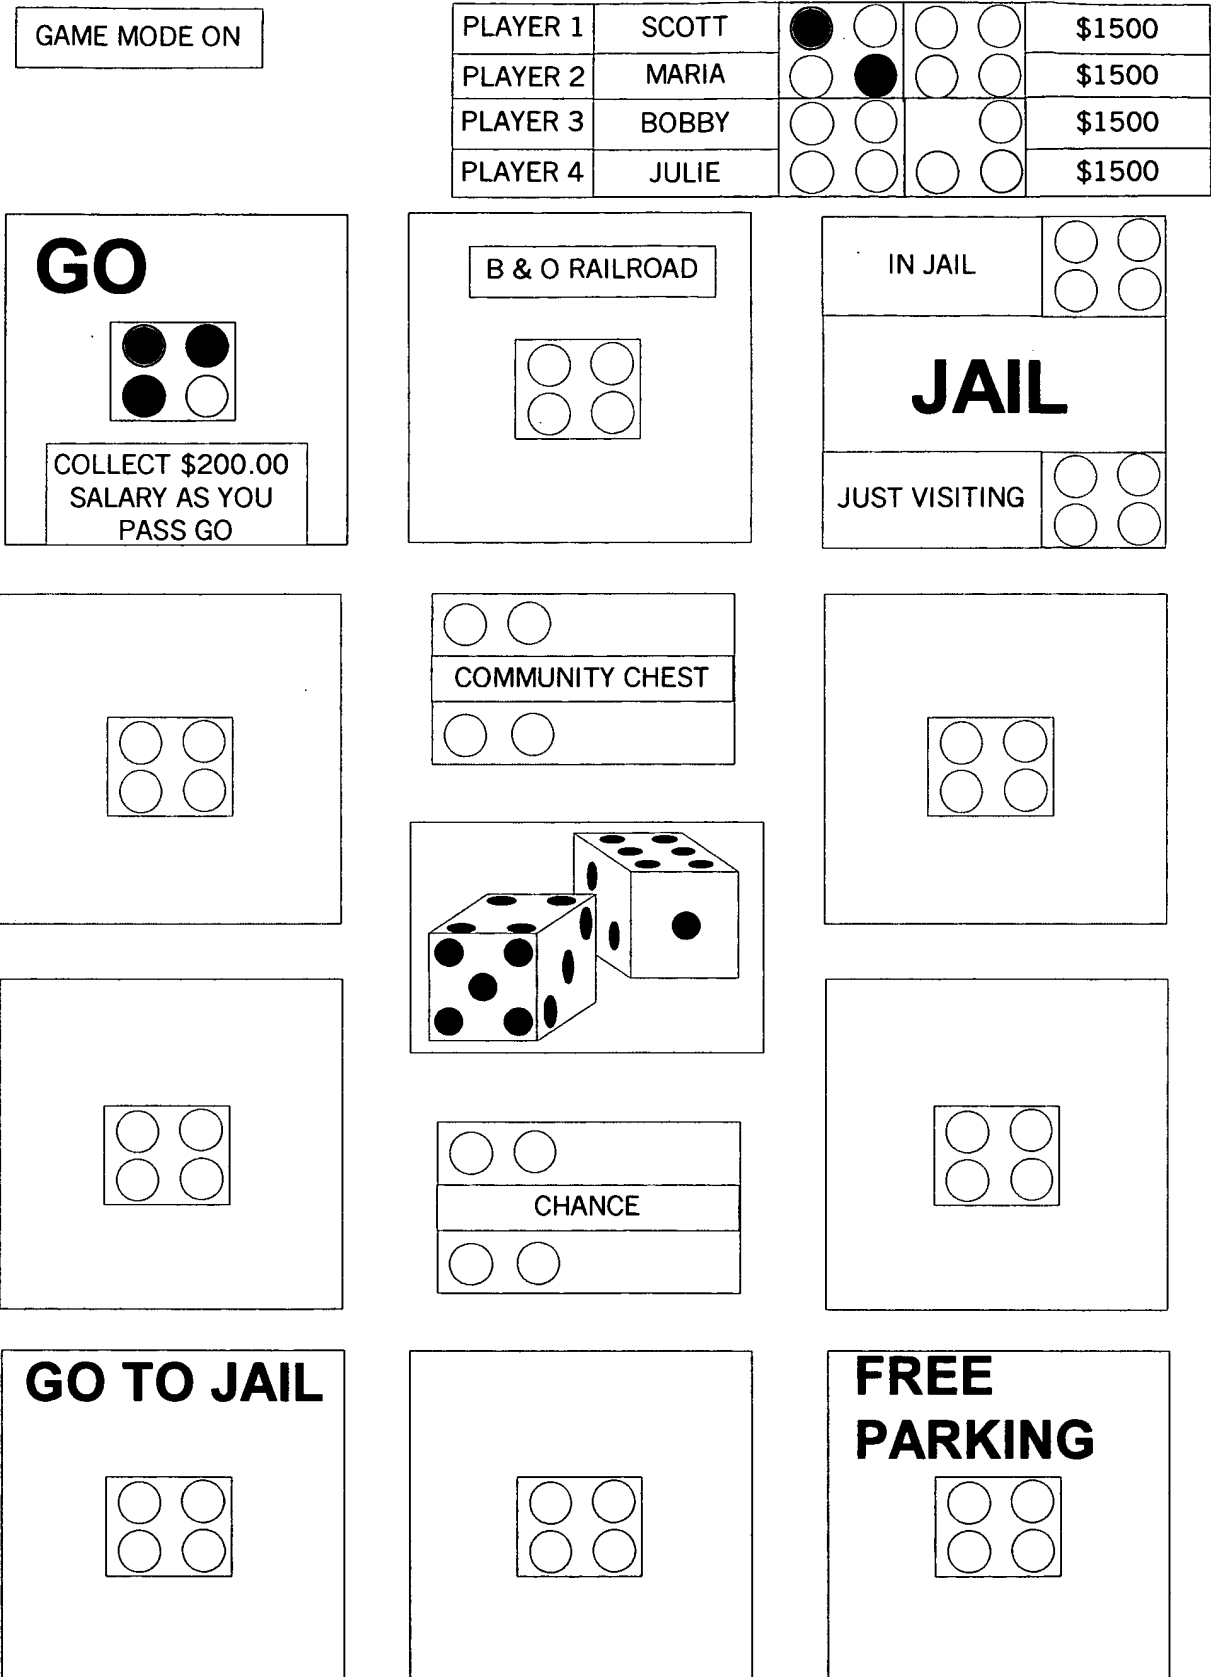 GAME MODE ON
PLAYER 1 SCOTT $1500
PLAYER 2 MARIA $1500
PLAYER 3 BOBBY $1500
PLAYER 4 JULIE $1500
GO
COLLECT $200.00
SALARY AS YOU
PASS GO
B & O RAILROAD
IN JAIL
JAIL
JUST VISITING
COMMUNITY CHEST
CHANCE
GO TO JAIL
FREE
PARKING